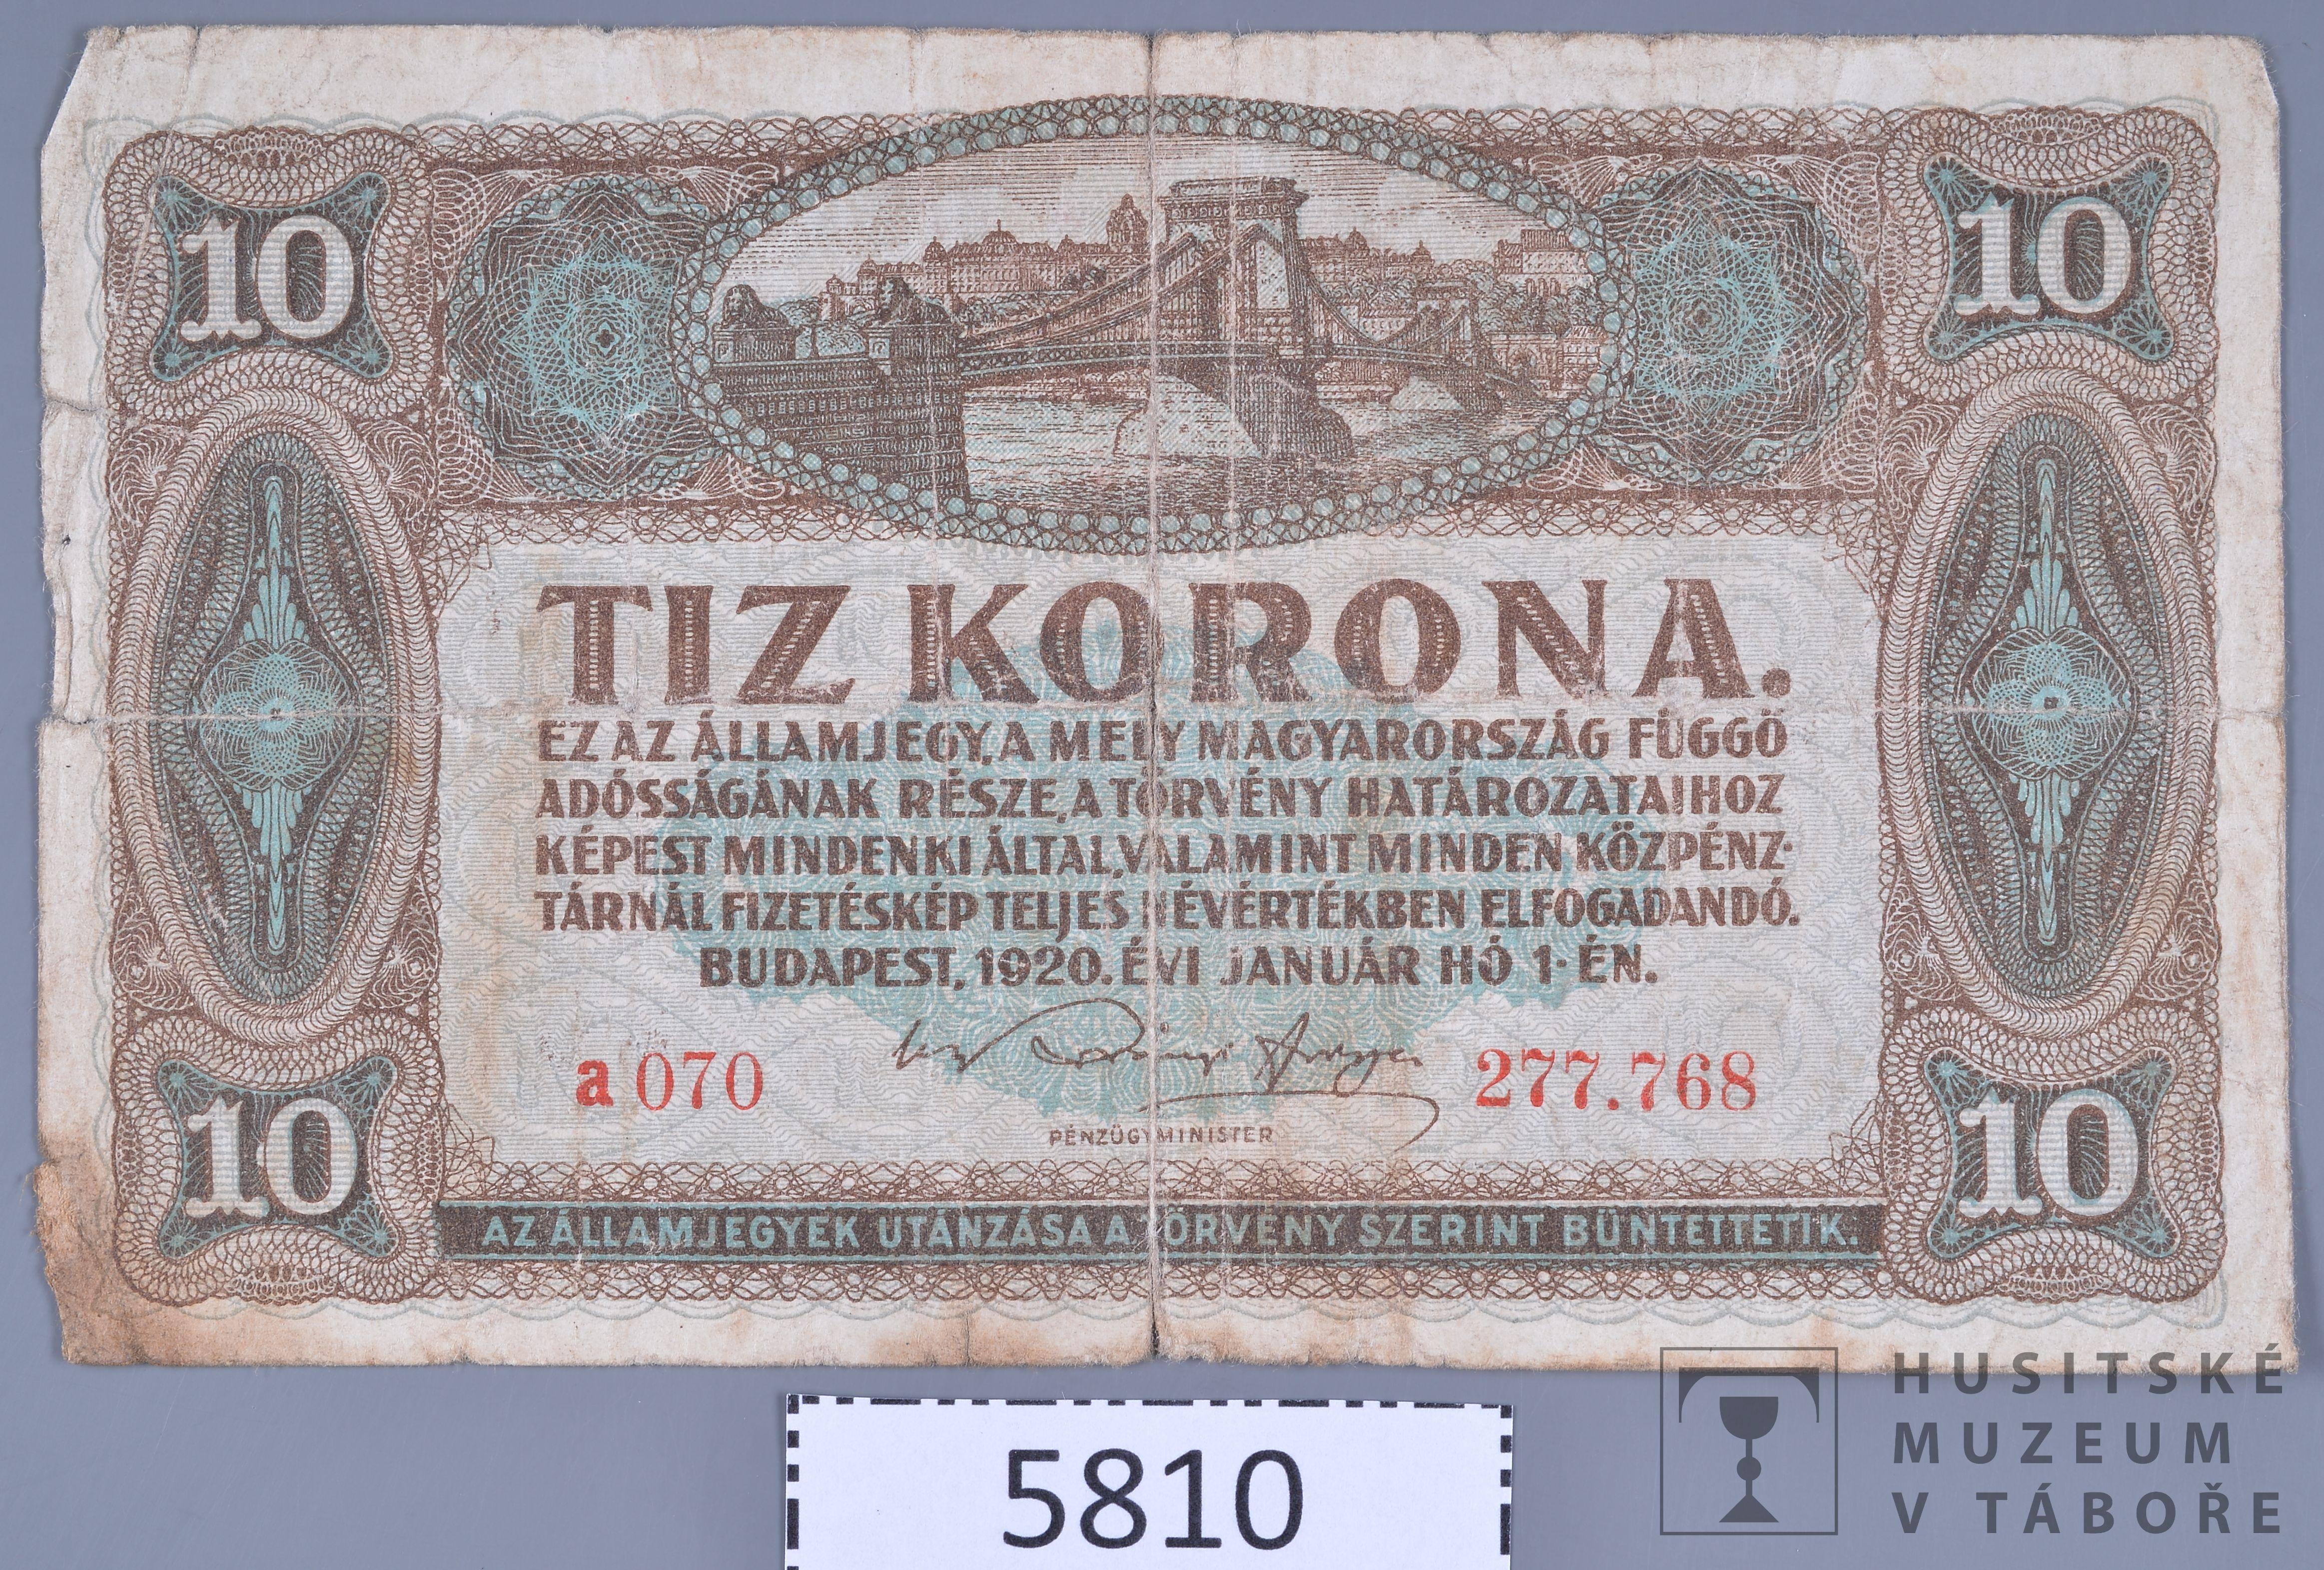 10
10
TIZ KORONA.
EZ AZ ÁLLAMJEGY, A MELY MAGYARORSZÁG FÜGGŐ
ADÓSSÁGÁNAK RÉSZE, A TÖRVÉNY HATÁROZATAIHOZ
KÉPEST MINDENKI ÁLTAL, VALAMINT MINDEN KÖZPÉNZ-
TÁRNÁL FIZETÉSKÉP TELJES NÉVÉRTÉKBEN ELFOGADANDÓ.
BUDAPEST, 1920. ÉVI JANUÁR HÓ 1-ÉN.
a 070
277.768
PÉNZÜGYMINISTER
10
10
AZ ÁLLAMJEGYEK UTÁNZÁSA A TÖRVÉNY SZERINT BÜNTETTETIK.
5810
HUSITSKÉ
MUZEUM
V TÁBOŘE